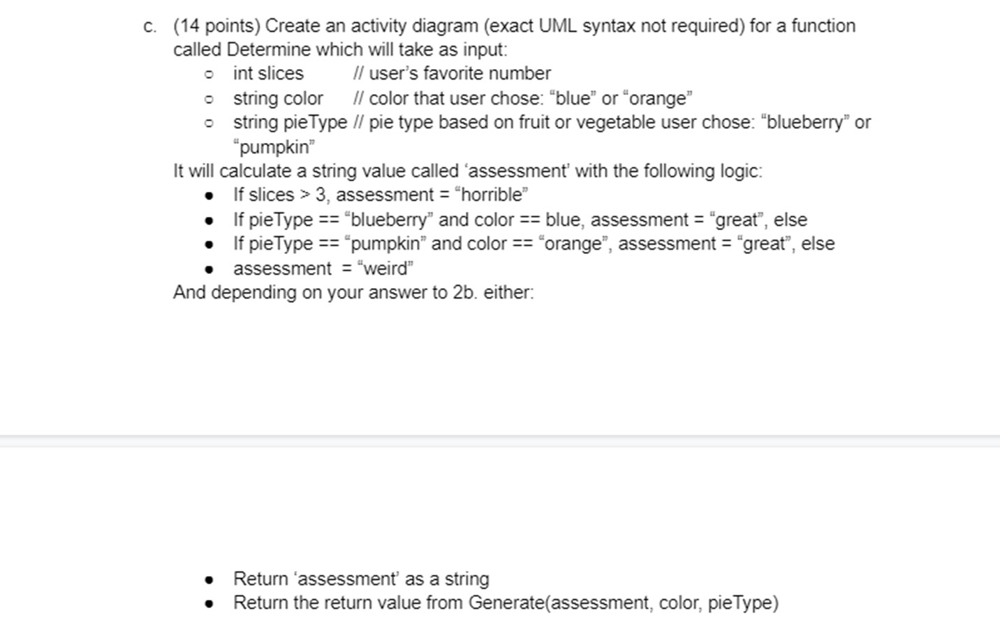 c. (14 points) Create an activity diagram (exact UML syntax not required) for a function
called Determine which will take as input:
○ int slices // user's favorite number
○ string color // color that user chose: “blue” or “orange”
○ string pieType // pie type based on fruit or vegetable user chose: “blueberry” or
“pumpkin”
It will calculate a string value called ‘assessment’ with the following logic:
● If slices > 3, assessment = “horrible”
● If pieType == “blueberry” and color == blue, assessment = “great”, else
● If pieType == “pumpkin” and color == “orange”, assessment = “great”, else
● assessment = “weird”
And depending on your answer to 2b. either:
● Return ‘assessment’ as a string
● Return the return value from Generate(assessment, color, pieType)